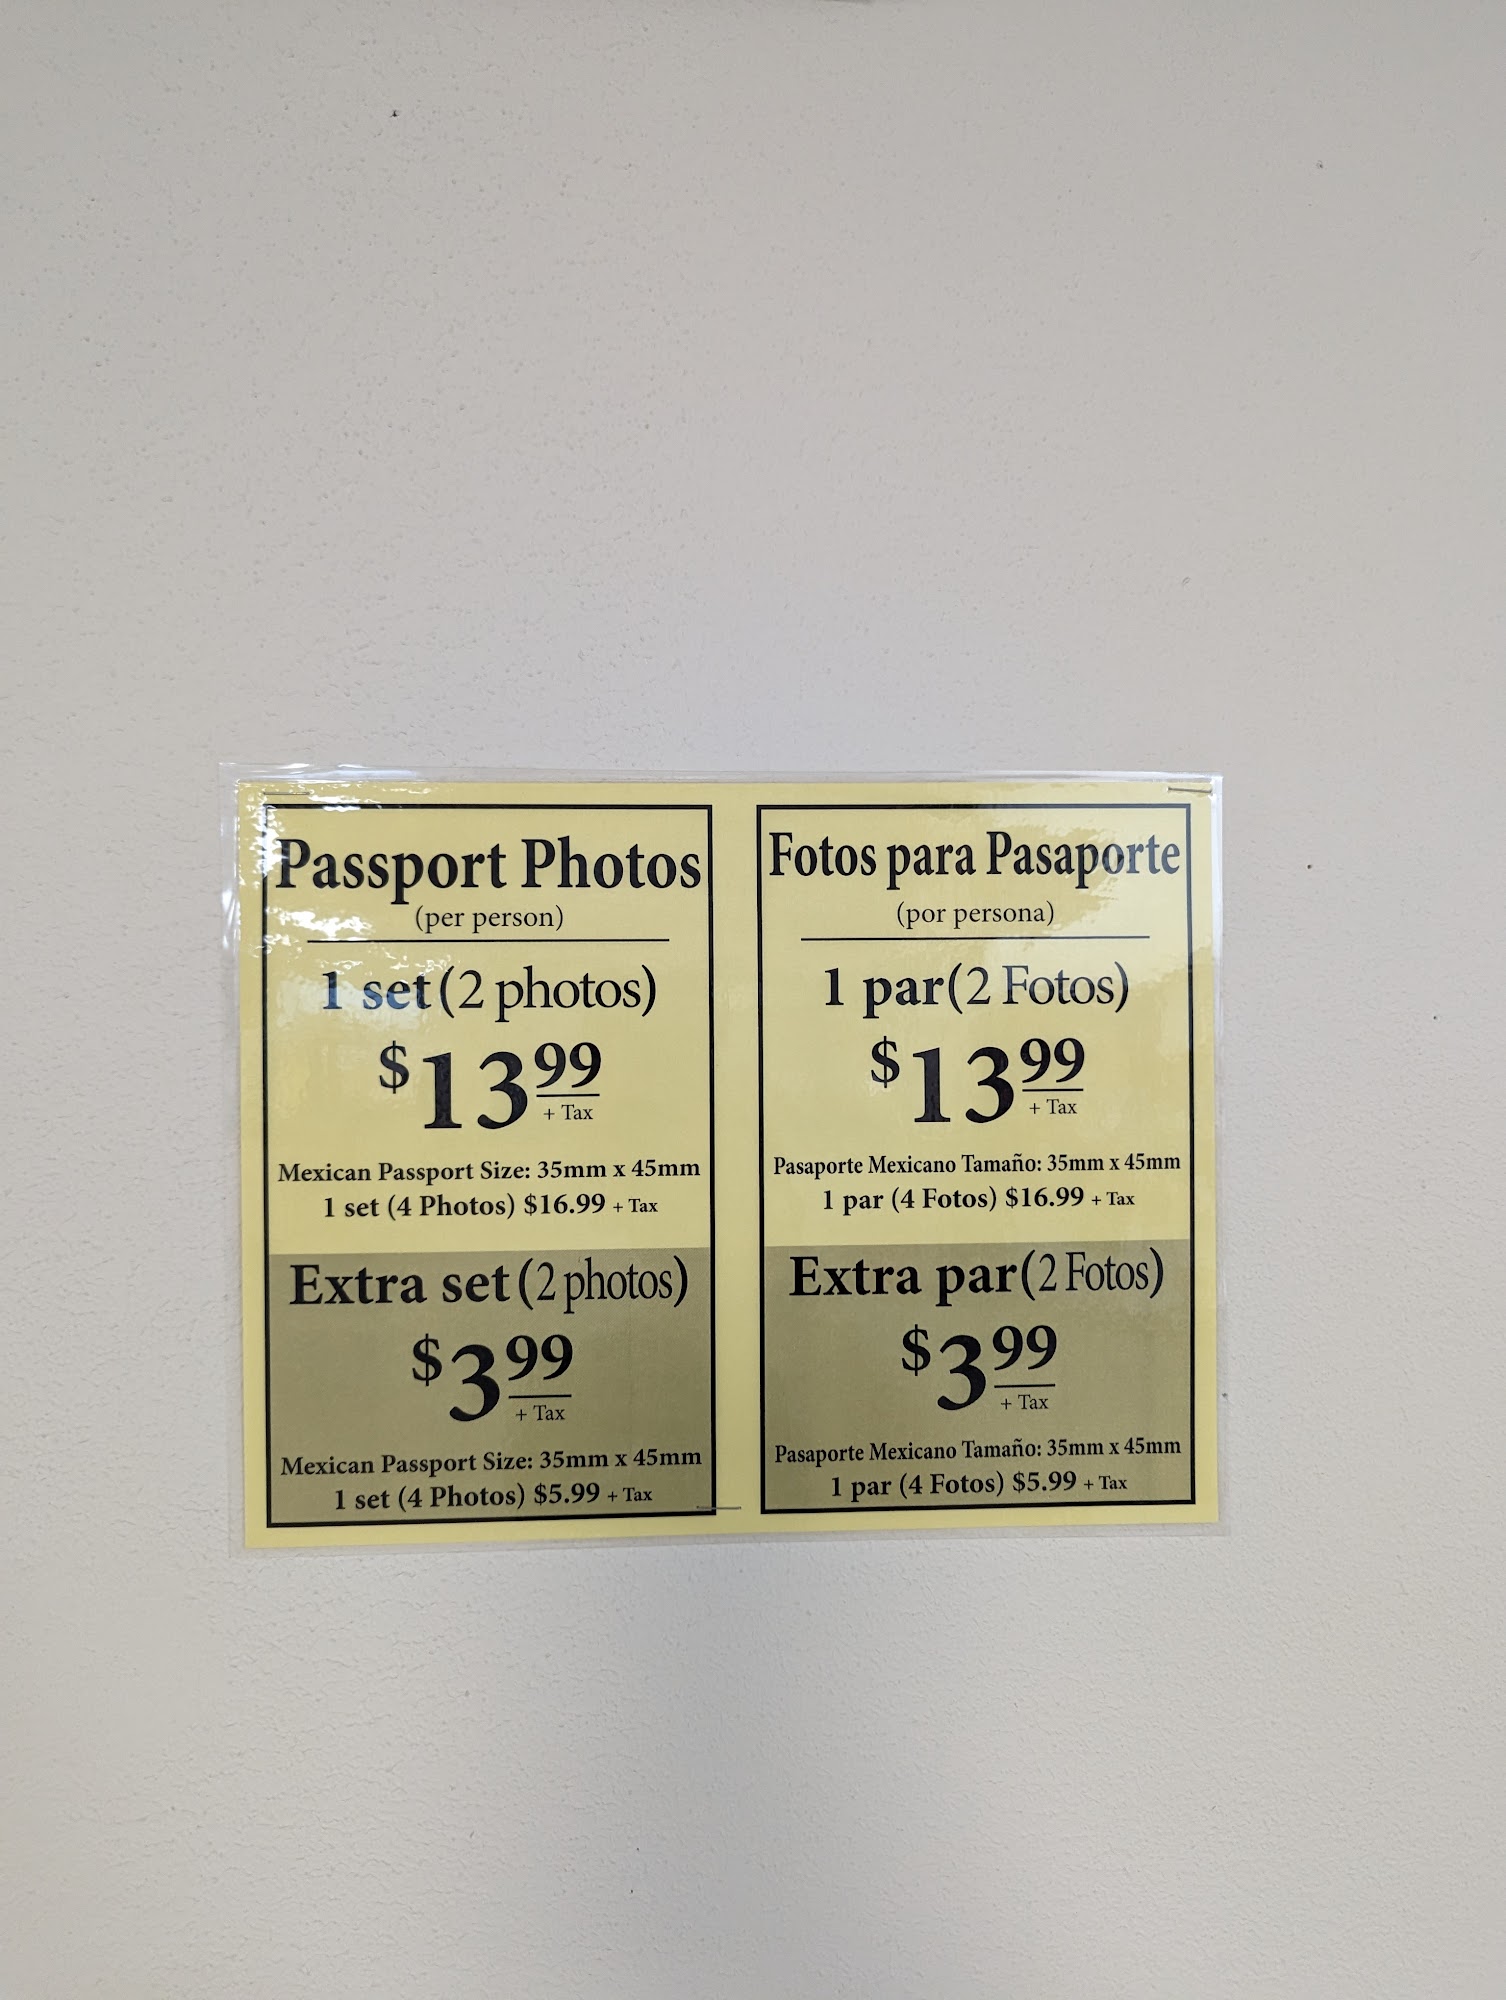 Passport Photos
(per person)
1 set (2 photos)
$13.99
+ Tax
Mexican Passport Size: 35mm x 45mm
1 set (4 Photos) $16.99 + Tax
Extra set (2 photos)
$3.99
+ Tax
Mexican Passport Size: 35mm x 45mm
1 set (4 Photos) $5.99 + Tax
Fotos para Pasaporte
(por persona)
1 par (2 Fotos)
$13.99
+ Tax
Pasaporte Mexicano Tamaño: 35mm x 45mm
1 par (4 Fotos) $16.99 + Tax
Extra par (2 Fotos)
$3.99
+ Tax
Pasaporte Mexicano Tamaño: 35mm x 45mm
1 par (4 Fotos) $5.99 + Tax